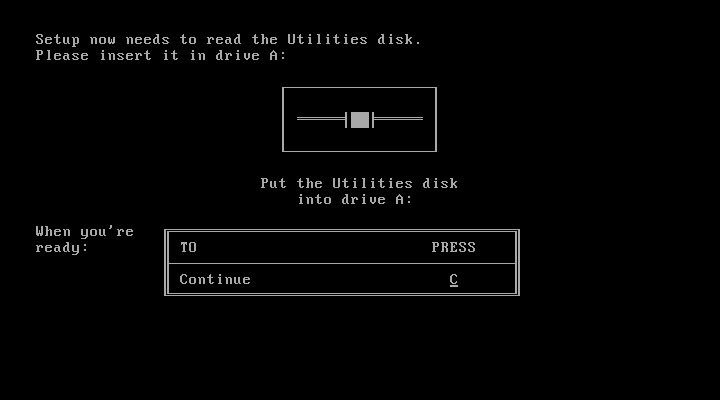 Setup now needs to read the Utilities disk.
Please insert it in drive A:
Put the Utilities disk
into drive A:
When you're
ready:
TO PRESS
Continue C